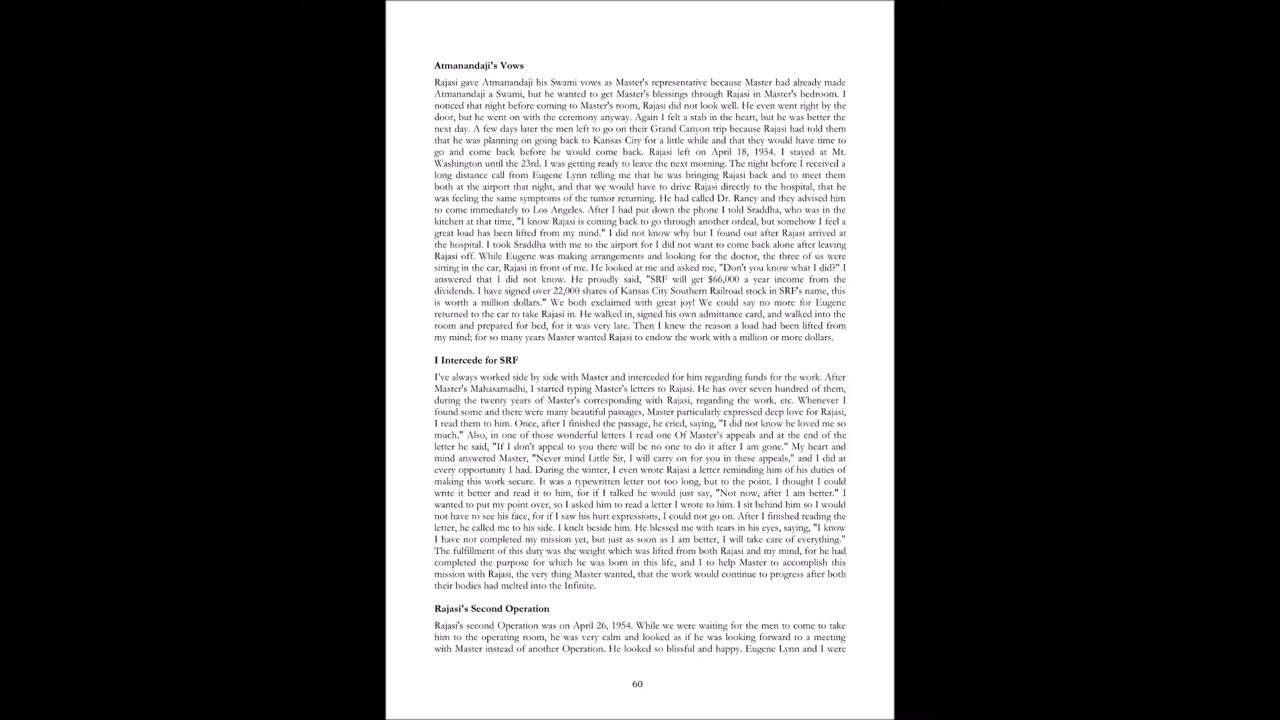 Atmanandaji's Vows
Rajasi gave Atmanandaji his Swami vows as Master's representative because Master had already made
Atmanandaji a Swami, but he wanted to get Master's blessings through Rajasi in Master's bedroom. I
noticed that night before coming to Master's room, Rajasi did not look well. He even went right by the
door, but he went on with the ceremony anyway. Again I felt a stab in the heart, but he was better the
next day. A few days later the men left to go on their Grand Canyon trip because Rajasi had told them
that he was planning on going back to Kansas City for a little while and that they would have time to
go and come back before he would come back. Rajasi left on April 18, 1954. I stayed at Mt.
Washington until the 23rd. I was getting ready to leave the next morning. The night before I received a
long distance call from Eugene Lynn telling me that he was bringing Rajasi back and to meet them
both at the airport that night, and that we would have to drive Rajasi directly to the hospital, that he
was feeling the same symptoms of the tumor returning. He had called Dr. Raney and they advised him
to come immediately to Los Angeles. After I had put down the phone I told Sraddha, who was in the
kitchen at that time, "I know Rajasi is coming back to go through another ordeal, but somehow I feel a
great load has been lifted from my mind." I did not know why but I found out after Rajasi arrived at
the hospital. I took Sraddha with me to the airport for I did not want to come back alone after leaving
Rajasi off. While Eugene was making arrangements and looking for the doctor, the three of us were
sitting in the car, Rajasi in front of me. He looked at me and asked me, "Don't you know what I did?" I
answered that I did not know. He proudly said, "SRF will get $66,000 a year income from the
dividends. I have signed over 22,000 shares of Kansas City Southern Railroad stock in SRF's name, this
is worth a million dollars." We both exclaimed with great joy! We could say no more for Eugene
returned to the car to take Rajasi in. He walked in, signed his own admittance card, and walked into the
room and prepared for bed, for it was very late. Then I knew the reason a load had been lifted from
my mind; for so many years Master wanted Rajasi to endow the work with a million or more dollars.
I Intercede for SRF
I've always worked side by side with Master and interceded for him regarding funds for the work. After
Master's Mahasamadhi, I started typing Master's letters to Rajasi. He has over seven hundred of them,
during the twenty years of Master's corresponding with Rajasi, regarding the work, etc. Whenever I
found some and there were many beautiful passages, Master particularly expressed deep love for Rajasi,
I read them to him. Once, after I finished the passage, he cried, saying, "I did not know he loved me so
much." Also, in one of those wonderful letters I read one Of Master's appeals and at the end of the
letter he said, "If I don't appeal to you there will be no one to do it after I am gone." My heart and
mind answered Master, "Never mind Little Sir, I will carry on for you in these appeals," and I did at
every opportunity I had. During the winter, I even wrote Rajasi a letter reminding him of his duties of
making this work secure. It was a typewritten letter not too long, but to the point. I thought I could
write it better and read it to him, for if I talked he would just say, "Not now, after I am better." I
wanted to put my point over, so I asked him to read a letter I wrote to him. I sit behind him so I would
not have to see his face, for if I saw his hurt expressions, I could not go on. After I finished reading the
letter, he called me to his side. I knelt beside him. He blessed me with tears in his eyes, saying, "I know
I have not completed my mission yet, but just as soon as I am better, I will take care of everything."
The fulfillment of this duty was the weight which was lifted from both Rajasi and my mind, for he had
completed the purpose for which he was born in this life, and I to help Master to accomplish this
mission with Rajasi, the very thing Master wanted, that the work would continue to progress after both
their bodies had melted into the Infinite.
Rajasi's Second Operation
Rajasi's second Operation was on April 26, 1954. While we were waiting for the men to come to take
him to the operating room, he was very calm and looked as if he was looking forward to a meeting
with Master instead of another Operation. He looked so blissful and happy. Eugene Lynn and I were
60